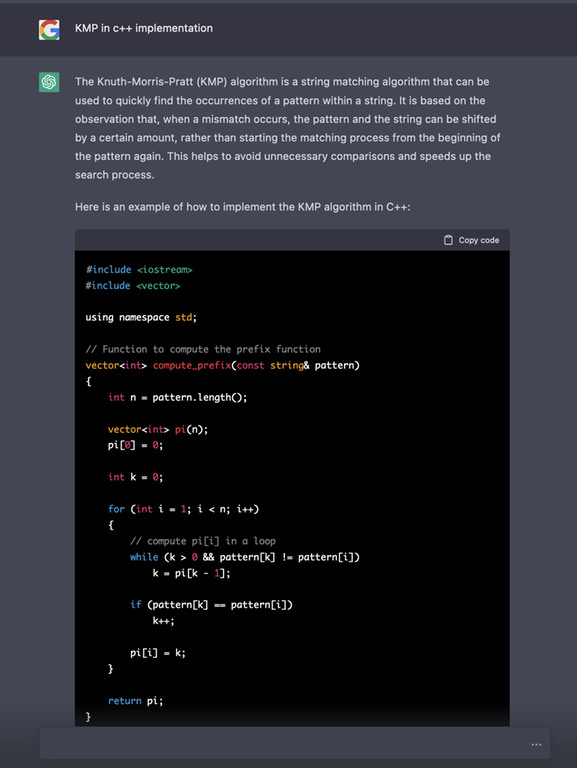 KMP in c++ implementation
The Knuth-Morris-Pratt (KMP) algorithm is a string matching algorithm that can be
used to quickly find the occurrences of a pattern within a string. It is based on the
observation that, when a mismatch occurs, the pattern and the string can be shifted
by a certain amount, rather than starting the matching process from the beginning of
the pattern again. This helps to avoid unnecessary comparisons and speeds up the
search process.
Here is an example of how to implement the KMP algorithm in C++:
Copy code
#include <iostream>
#include <vector>
using namespace std;
// Function to compute the prefix function
vector<int> compute_prefix(const string& pattern)
{
    int n = pattern.length();
    vector<int> pi(n);
    pi[0] = 0;
    int k = 0;
    for (int i = 1; i < n; i++)
    {
        // compute pi[i] in a loop
        while (k > 0 && pattern[k] != pattern[i])
            k = pi[k - 1];
        if (pattern[k] == pattern[i])
            k++;
        pi[i] = k;
    }
    return pi;
}